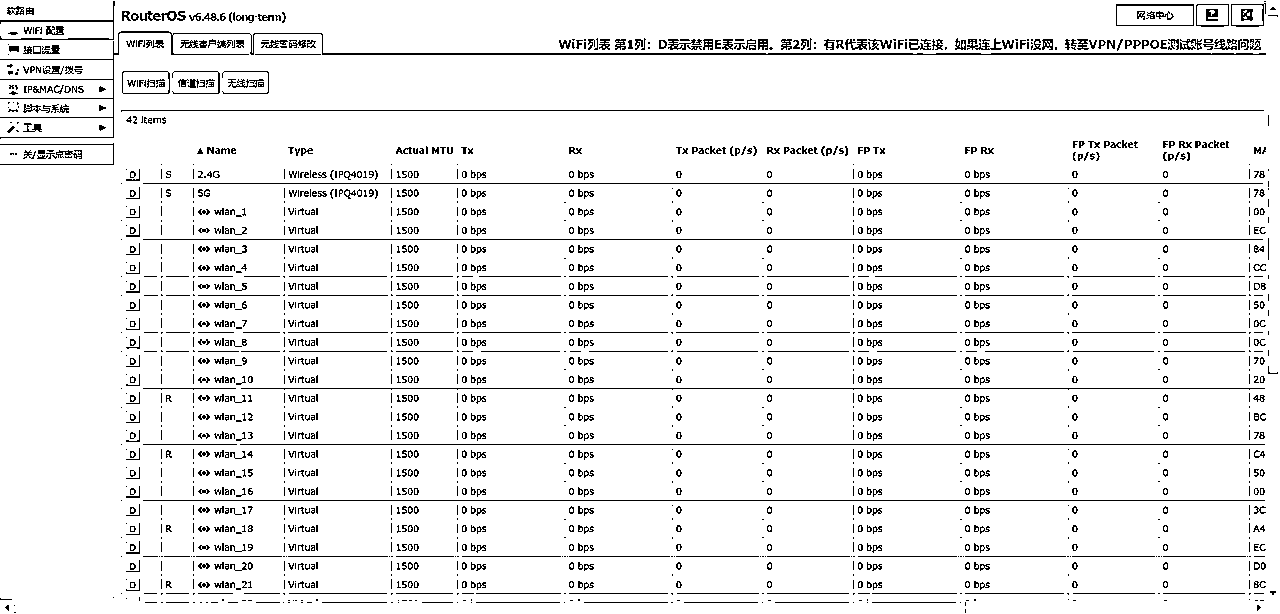 软路由
WiFi 配置
接口流量
VPN设置/拨号
IP&MAC/DNS
脚本与系统
工具
关/显示点密码
RouterOS v6.48.6 (long-term)
网络中心
WiFi列表 无线客户端列表 无线密码修改
WiFi列表 第1列：D表示禁用E表示启用。第2列：有R代表该WiFi已连接，如果连上WiFi没网，转至VPN/PPPOE测试账号线路问题
WiFi扫描 信道扫描 无线扫描
42 items
▲ Name Type Actual MTU Tx Rx Tx Packet (p/s) Rx Packet (p/s) FP Tx FP Rx FP Tx Packet (p/s) FP Rx Packet (p/s) MA
D S 2.4G Wireless (IPQ4019) 1500 0 bps 0 bps 0 0 0 bps 0 bps 0 0 78
D S 5G Wireless (IPQ4019) 1500 0 bps 0 bps 0 0 0 bps 0 bps 0 0 78
D wlan_1 Virtual 1500 0 bps 0 bps 0 0 0 bps 0 bps 0 0 00
D wlan_2 Virtual 1500 0 bps 0 bps 0 0 0 bps 0 bps 0 0 EC
D wlan_3 Virtual 1500 0 bps 0 bps 0 0 0 bps 0 bps 0 0 84
D wlan_4 Virtual 1500 0 bps 0 bps 0 0 0 bps 0 bps 0 0 CC
D wlan_5 Virtual 1500 0 bps 0 bps 0 0 0 bps 0 bps 0 0 D8
D wlan_6 Virtual 1500 0 bps 0 bps 0 0 0 bps 0 bps 0 0 50
D wlan_7 Virtual 1500 0 bps 0 bps 0 0 0 bps 0 bps 0 0 0C
D wlan_8 Virtual 1500 0 bps 0 bps 0 0 0 bps 0 bps 0 0 0C
D wlan_9 Virtual 1500 0 bps 0 bps 0 0 0 bps 0 bps 0 0 70
D wlan_10 Virtual 1500 0 bps 0 bps 0 0 0 bps 0 bps 0 0 20
D R wlan_11 Virtual 1500 0 bps 0 bps 0 0 0 bps 0 bps 0 0 48
D wlan_12 Virtual 1500 0 bps 0 bps 0 0 0 bps 0 bps 0 0 BC
D wlan_13 Virtual 1500 0 bps 0 bps 0 0 0 bps 0 bps 0 0 78
D R wlan_14 Virtual 1500 0 bps 0 bps 0 0 0 bps 0 bps 0 0 C4
D wlan_15 Virtual 1500 0 bps 0 bps 0 0 0 bps 0 bps 0 0 50
D wlan_16 Virtual 1500 0 bps 0 bps 0 0 0 bps 0 bps 0 0 00
D wlan_17 Virtual 1500 0 bps 0 bps 0 0 0 bps 0 bps 0 0 3C
D R wlan_18 Virtual 1500 0 bps 0 bps 0 0 0 bps 0 bps 0 0 A4
D wlan_19 Virtual 1500 0 bps 0 bps 0 0 0 bps 0 bps 0 0 EC
D wlan_20 Virtual 1500 0 bps 0 bps 0 0 0 bps 0 bps 0 0 D0
D R wlan_21 Virtual 1500 0 bps 0 bps 0 0 0 bps 0 bps 0 0 8C